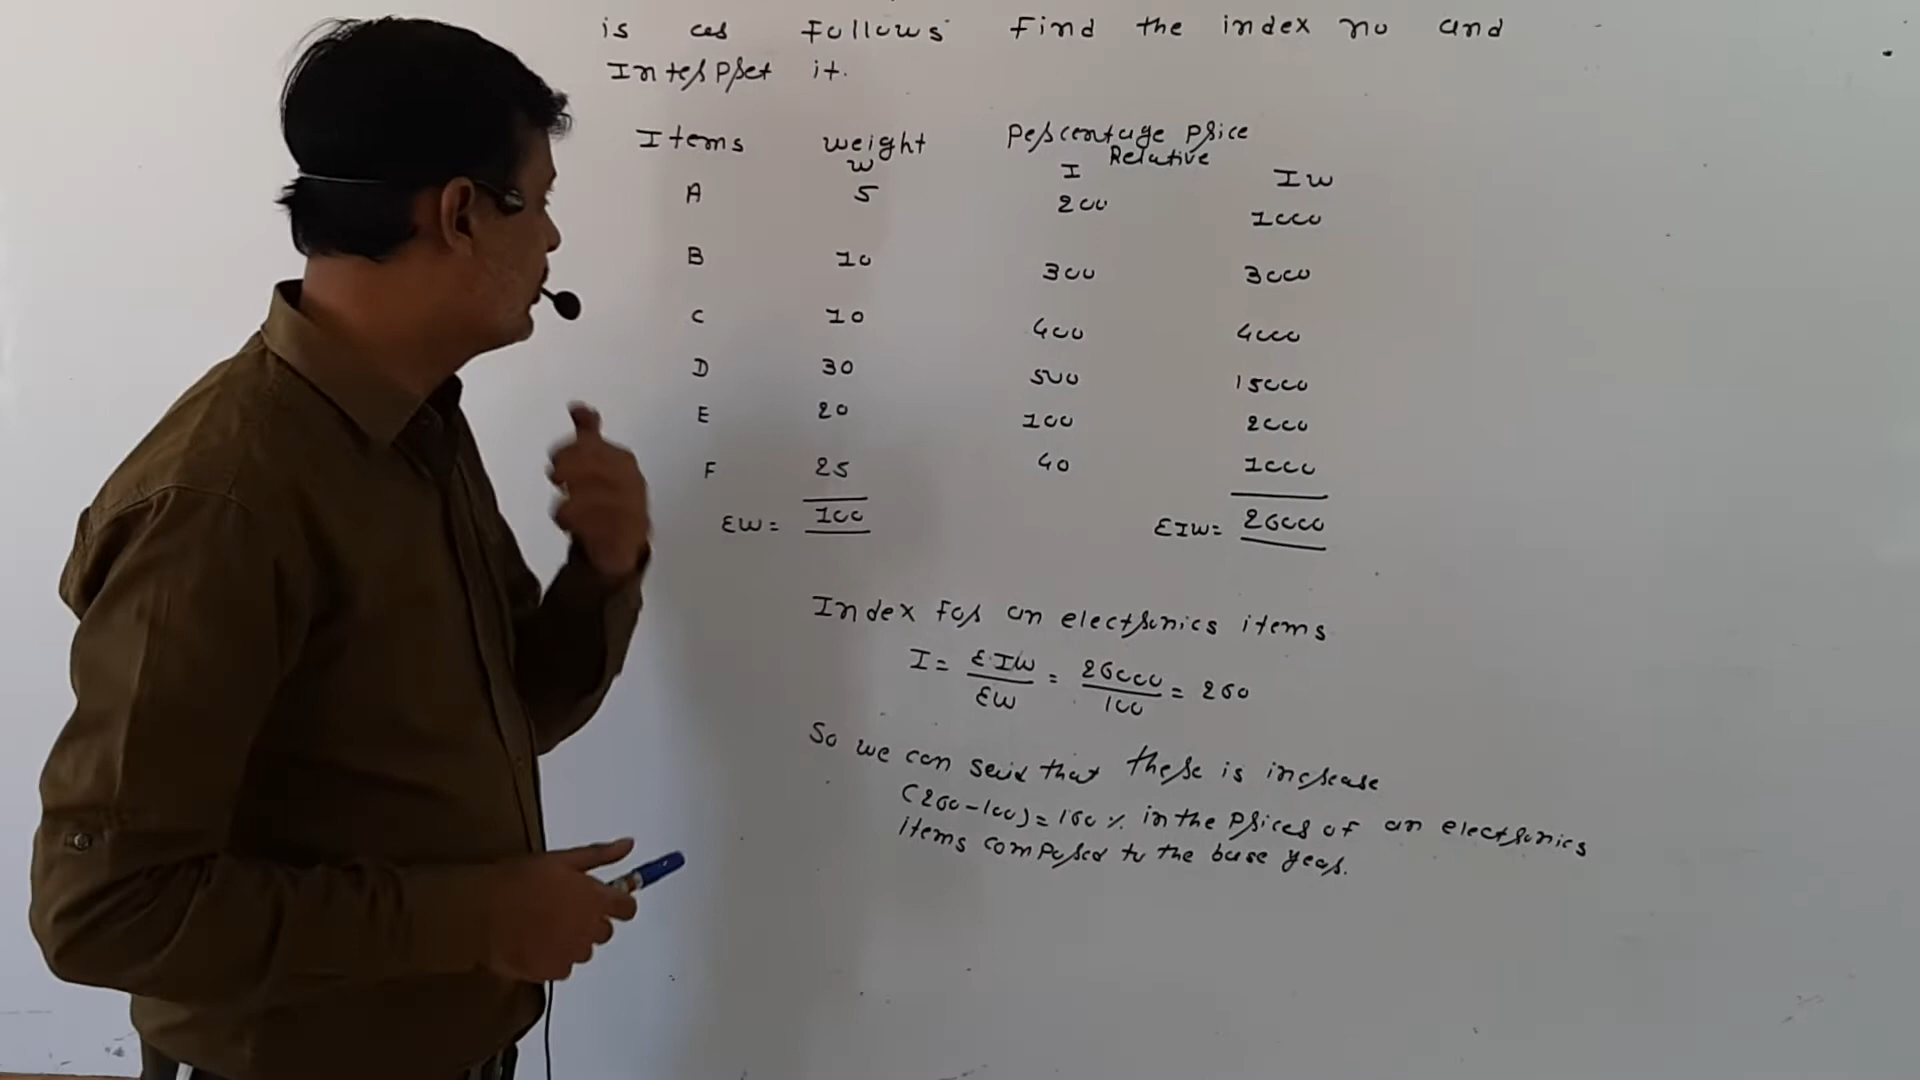 is as follows Find the index no and
Interpret it.
Items weight Percentage Price
w Relative
I IW
A 5 200 1000
B 10 300 3000
C 10 400 4000
D 30 500 15000
E 20 100 2000
F 25 40 1000
ΣW = 100 ΣIW = 26000
Index for an electronics items
I = ΣIW / ΣW = 26000 / 100 = 260
So we can said that there is increase
(260-100) = 160 % in the prices of an electronics
items compared to the base year.